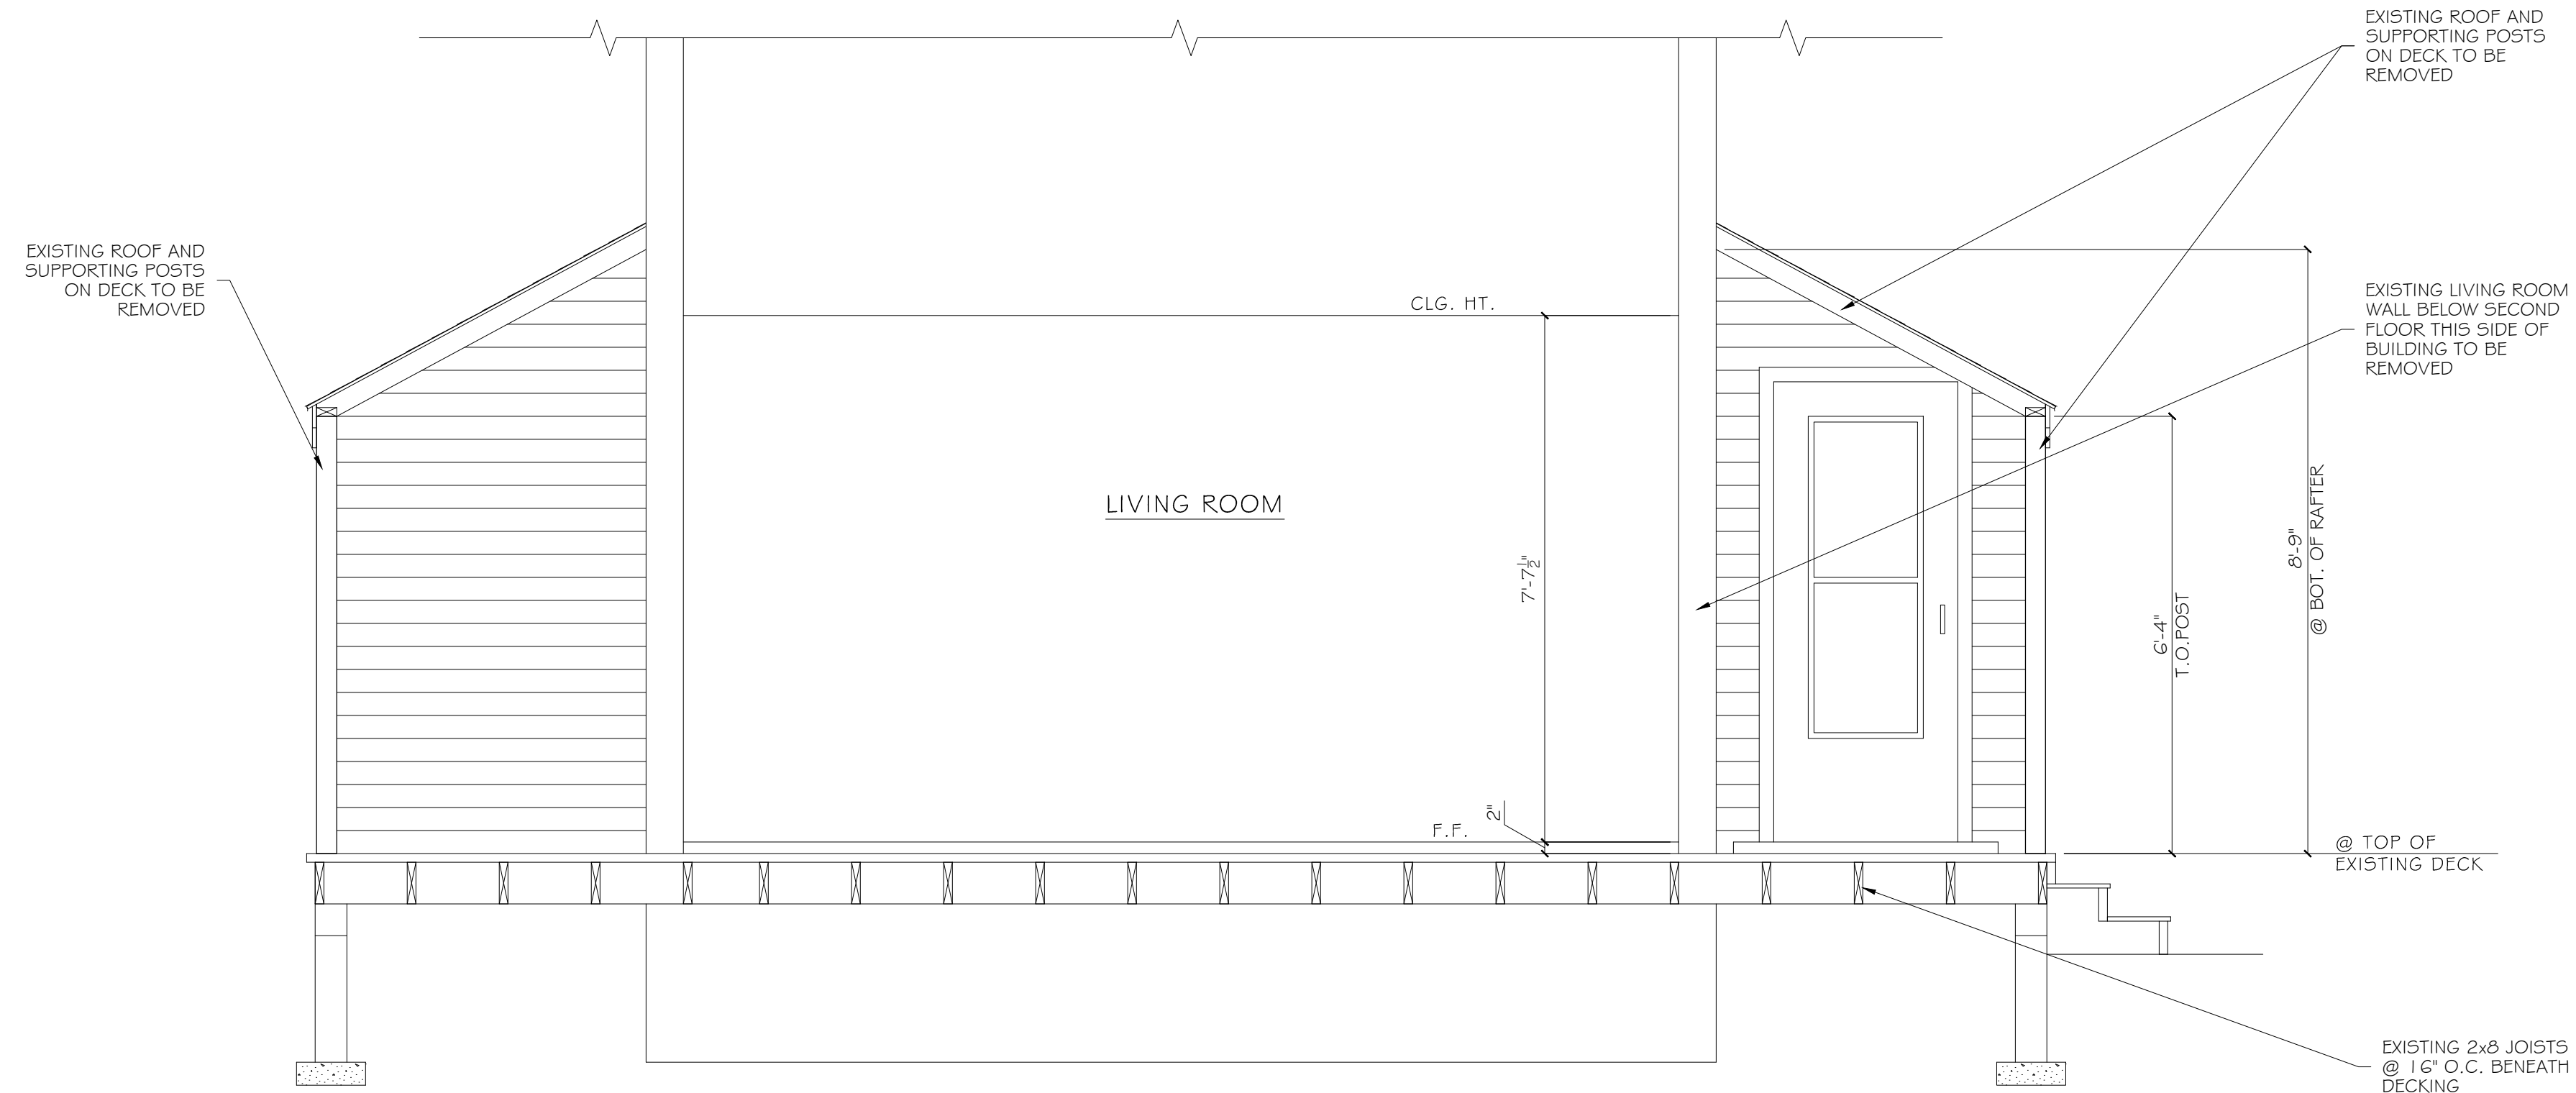 EXISTING ROOF AND
SUPPORTING POSTS
ON DECK TO BE
REMOVED
EXISTING ROOF AND
SUPPORTING POSTS
ON DECK TO BE
REMOVED
EXISTING LIVING ROOM
WALL BELOW SECOND
FLOOR THIS SIDE OF
BUILDING TO BE
REMOVED
CLG. HT.
LIVING ROOM
7'-7 1/2"
2"
F.F.
6'-4"
T.O.POST
8'-9"
@ BOT. OF RAFTER
@ TOP OF
EXISTING DECK
EXISTING 2x8 JOISTS
@ 16" O.C. BENEATH
DECKING